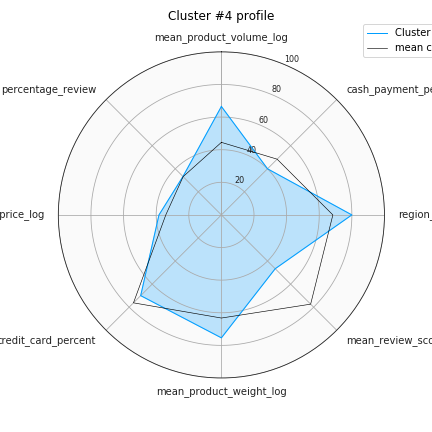 Cluster #4 profile
mean_product_volume_log
Cluster
mean c
100
percentage_review
cash_payment_pe
80
60
40
20
price_log
region_
credit_card_percent
mean_review_sco
mean_product_weight_log